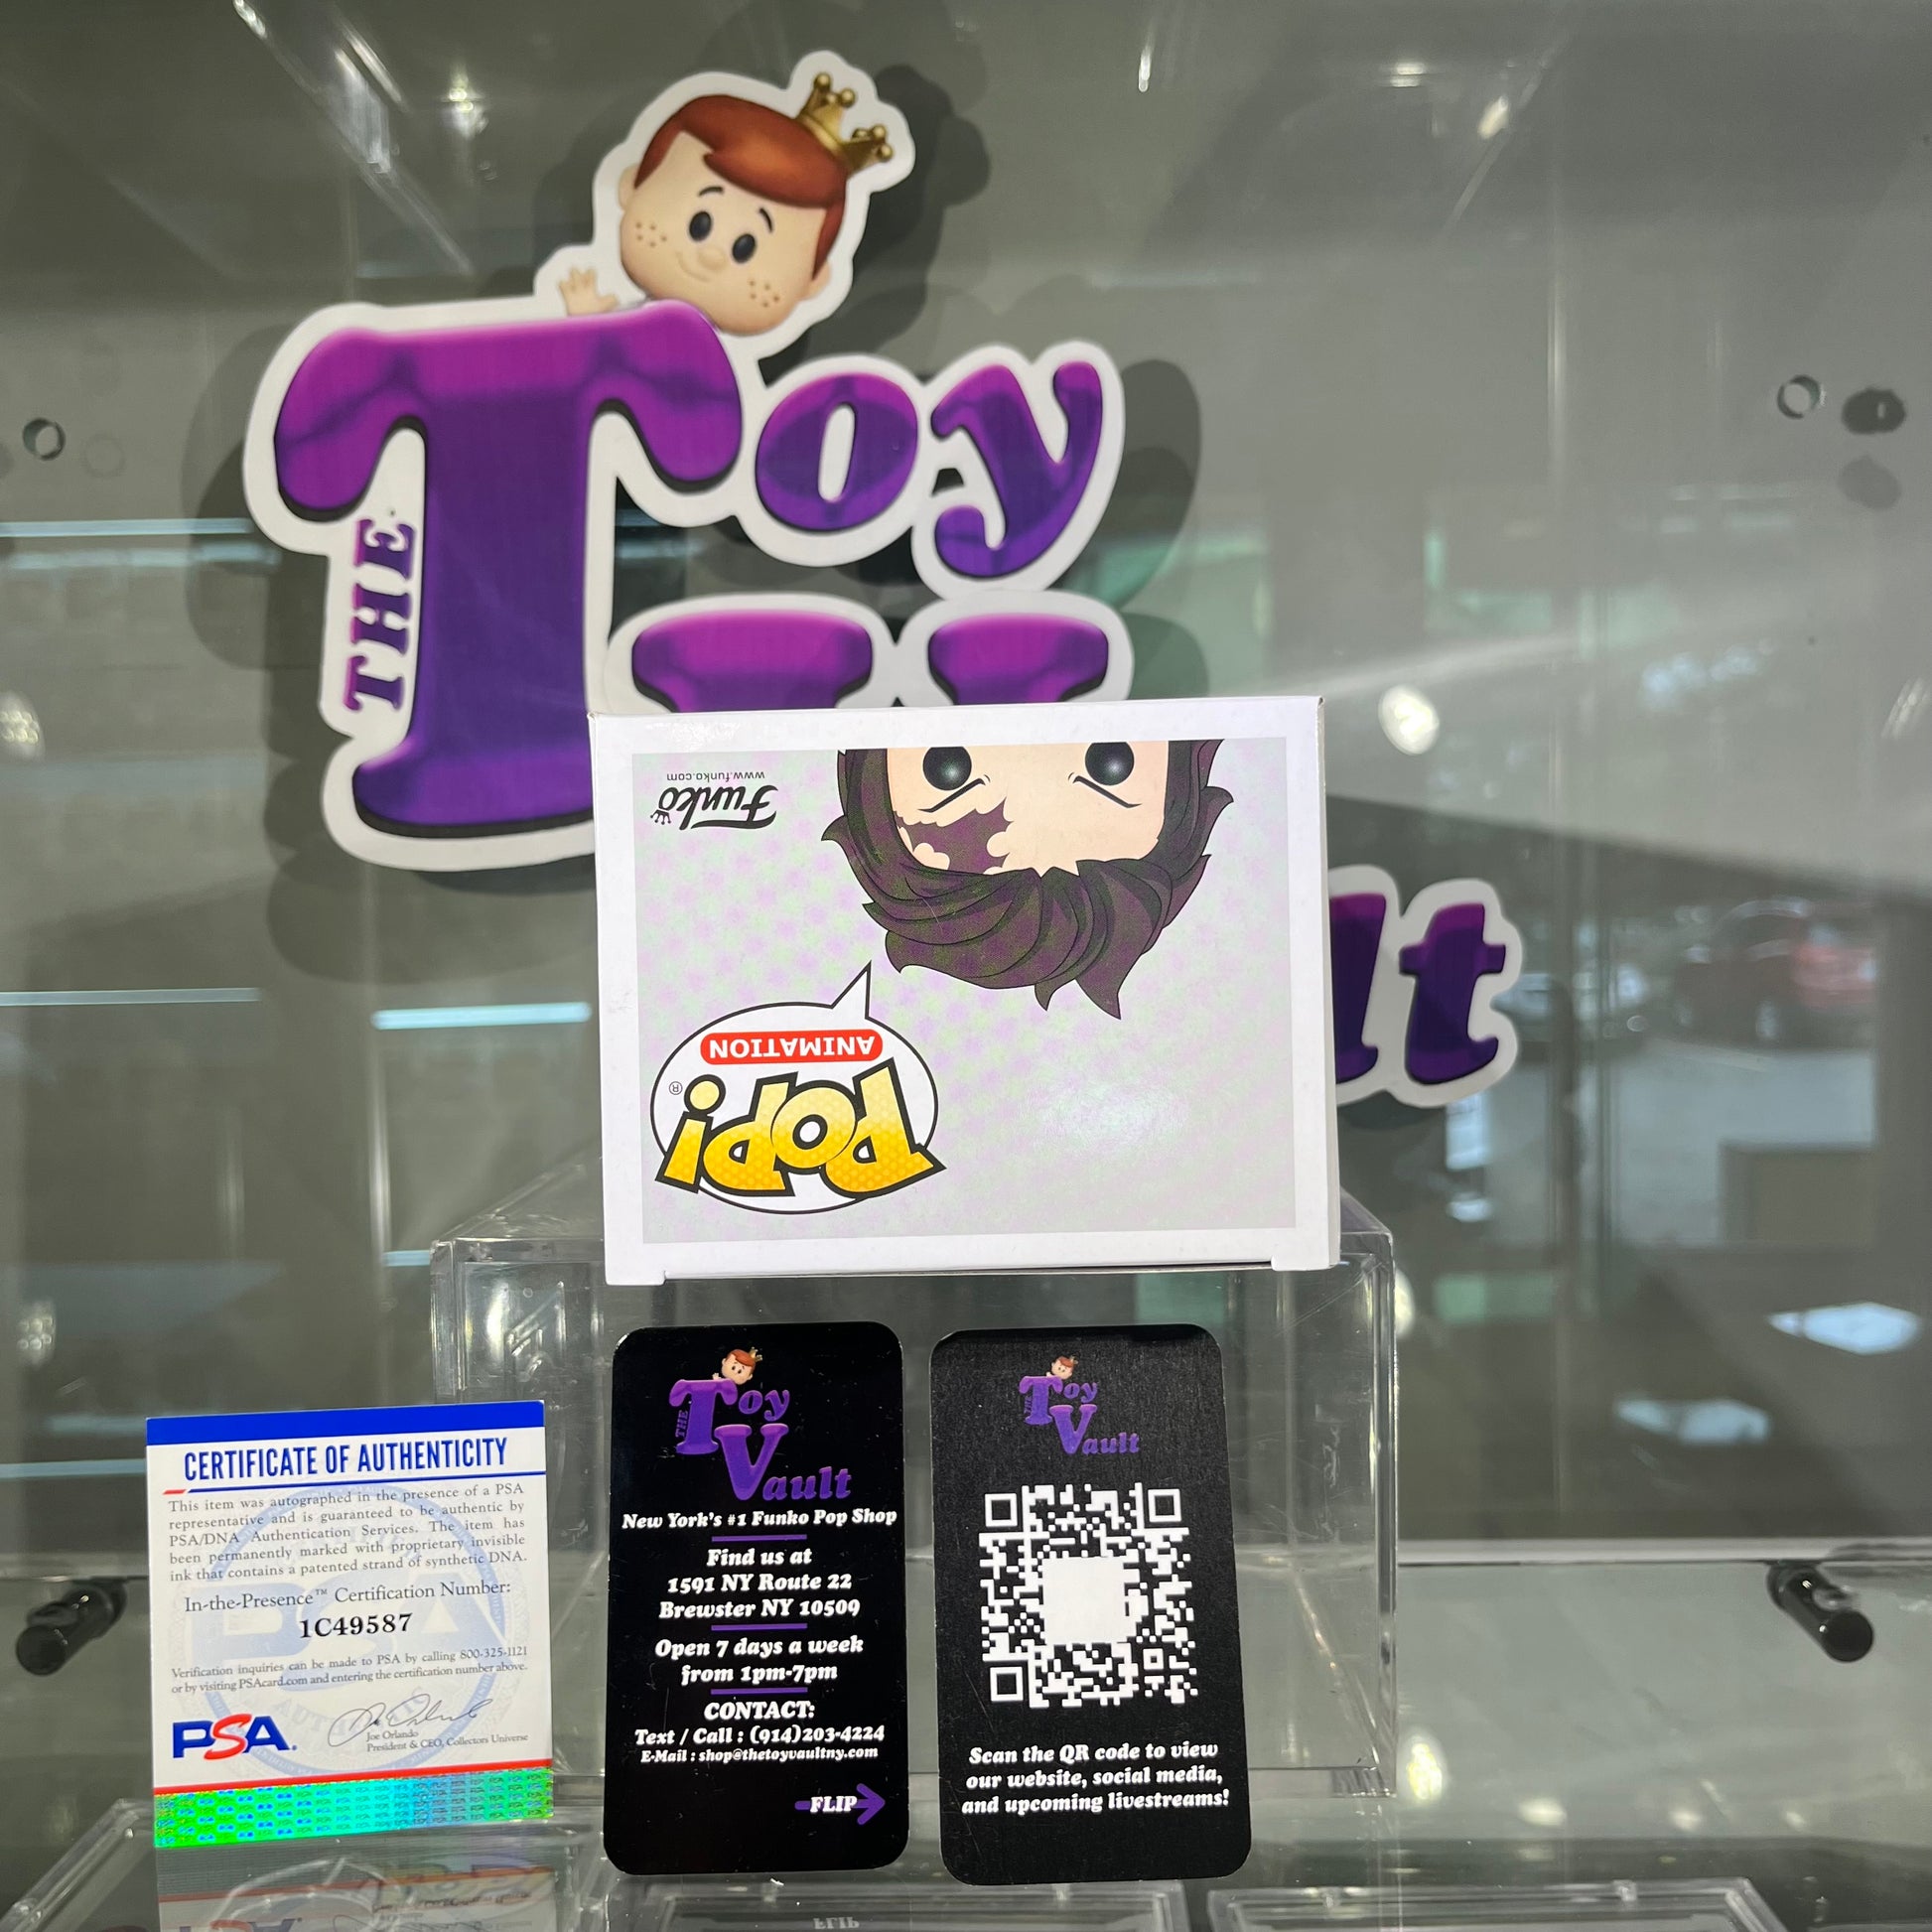 THE
Toy
lt
www.funko.com
Funko
ANIMATION
POP!
®
CERTIFICATE OF AUTHENTICITY
This item was autographed in the presence of a PSA
representative and is guaranteed to be authentic by
PSA/DNA Authentication Services. The item has
been permanently marked with proprietary invisible
ink that contains a patented strand of synthetic DNA.
In-the-Presence™ Certification Number:
1C49587
Verification inquiries can be made to PSA by calling 800-325-1121
or by visiting PSAcard.com and entering the certification number above.
Joe Orlando
President & CEO, Collectors Universe
PSA.
THE Toy
Vault
New York's #1 Funko Pop Shop
Find us at
1591 NY Route 22
Brewster NY 10509
Open 7 days a week
from 1pm-7pm
CONTACT:
Text / Call : (914)203-4224
E-Mail : shop@thetoyvaultny.com
FLIP
THE Toy
Vault
Scan the QR code to view
our website, social media,
and upcoming livestreams!